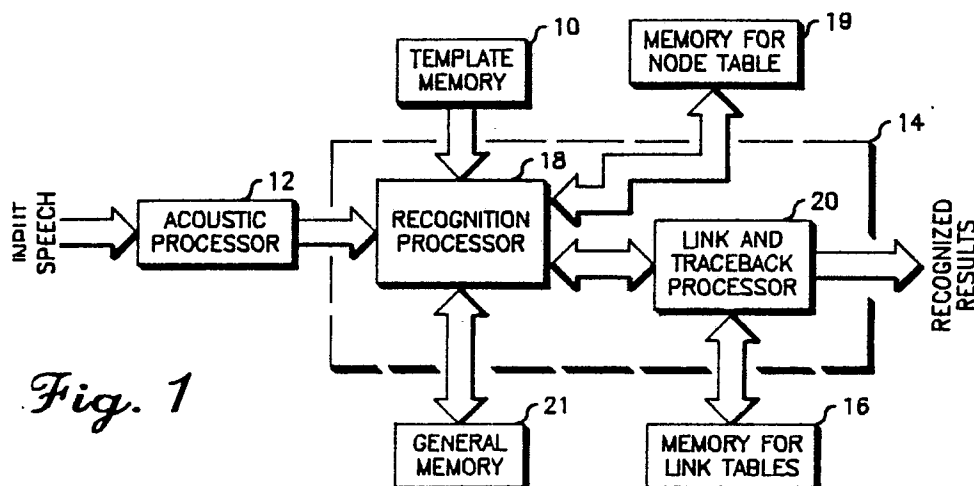 10
TEMPLATE
MEMORY
19
MEMORY FOR
NODE TABLE
14
INPUT
SPEECH
12
ACOUSTIC
PROCESSOR
18
RECOGNITION
PROCESSOR
20
LINK AND
TRACEBACK
PROCESSOR
RECOGNIZED
RESULTS
Fig. 1
21
GENERAL
MEMORY
16
MEMORY FOR
LINK TABLES